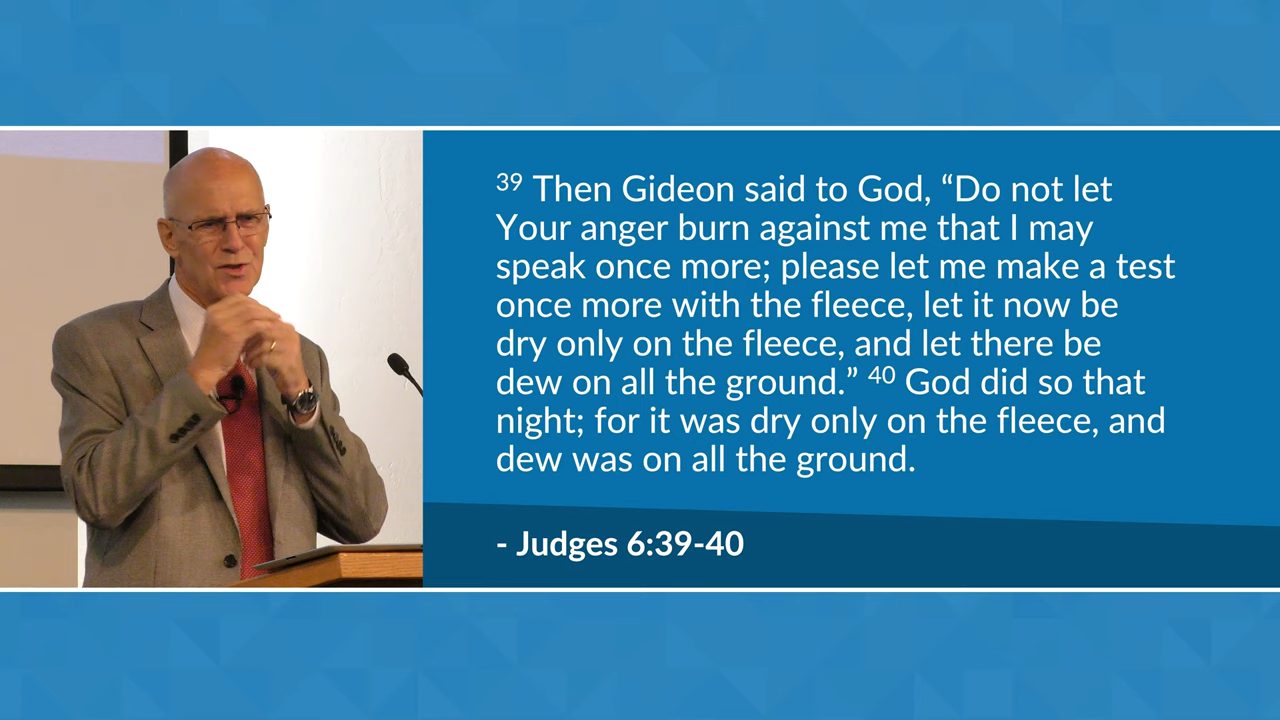 39 Then Gideon said to God, “Do not let
Your anger burn against me that I may
speak once more; please let me make a test
once more with the fleece, let it now be
dry only on the fleece, and let there be
dew on all the ground.” 40 God did so that
night; for it was dry only on the fleece, and
dew was on all the ground.
- Judges 6:39-40